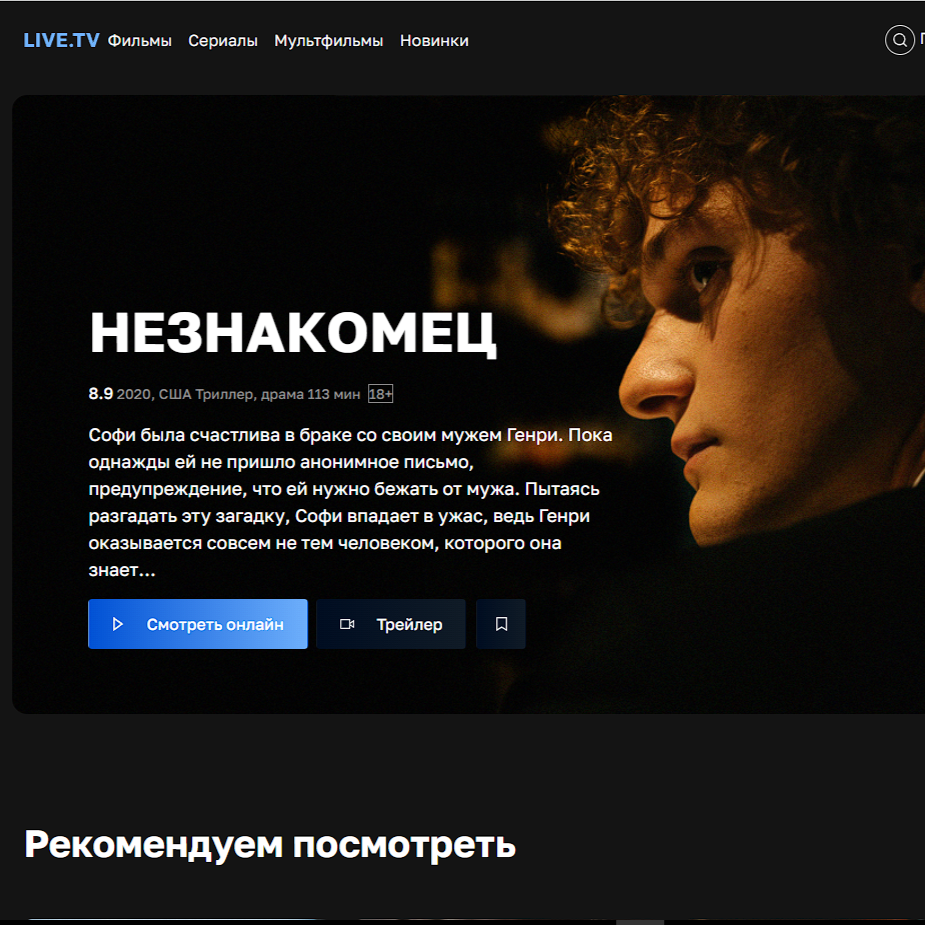 LIVE.TV Фильмы Сериалы Мультфильмы Новинки
НЕЗНАКОМЕЦ
8.9 2020, США Триллер, драма 113 мин 18+
Софи была счастлива в браке со своим мужем Генри. Пока
однажды ей не пришло анонимное письмо,
предупреждение, что ей нужно бежать от мужа. Пытаясь
разгадать эту загадку, Софи впадает в ужас, ведь Генри
оказывается совсем не тем человеком, которого она
знает...
Смотреть онлайн Трейлер
Рекомендуем посмотреть